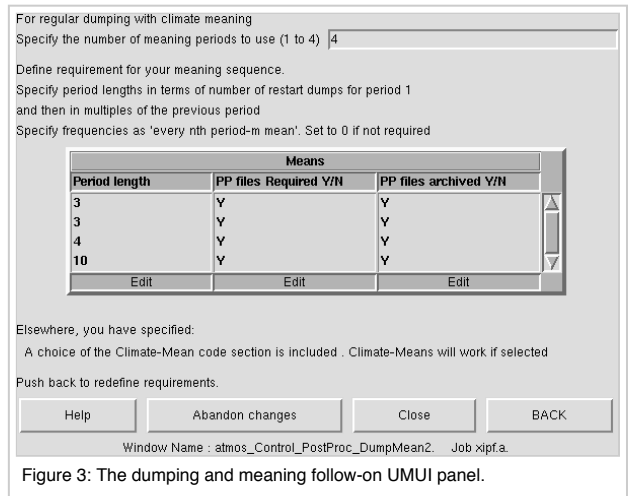 For regular dumping with climate meaning
Specify the number of meaning periods to use (1 to 4) 4
Define requirement for your meaning sequence.
Specify period lengths in terms of number of restart dumps for period 1
and then in multiples of the previous period
Specify frequencies as 'every nth period-m mean'. Set to 0 if not required
Means
Period length PP files Required Y/N PP files archived Y/N
3 Y Y
3 Y Y
4 Y Y
10 Y Y
Edit Edit Edit
Elsewhere, you have specified:
A choice of the Climate-Mean code section is included . Climate-Means will work if selected
Push back to redefine requirements.
Help Abandon changes Close BACK
Window Name : atmos_Control_PostProc_DumpMean2. Job xipf.a.
Figure 3: The dumping and meaning follow-on UMUI panel.